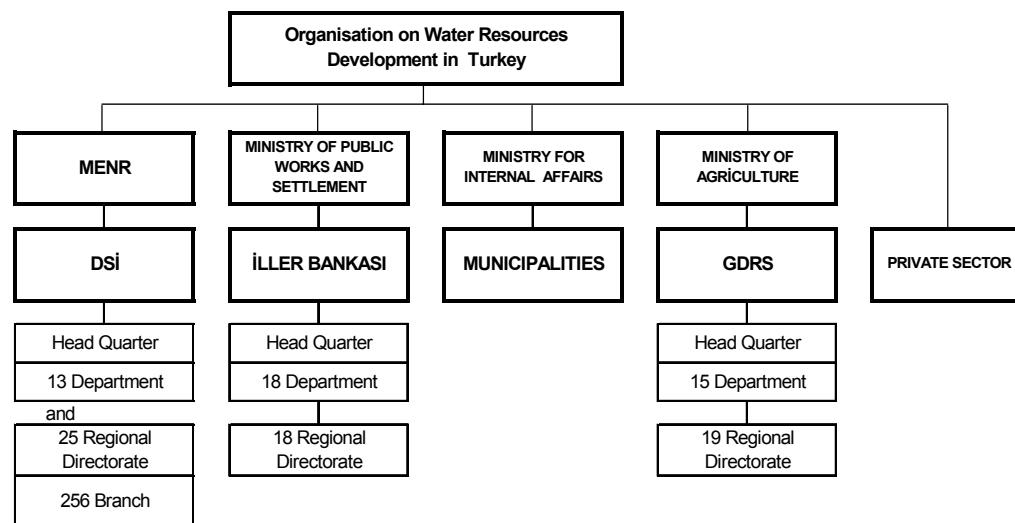 Organisation on Water Resources
Development in Turkey
MENR
MINISTRY OF PUBLIC
WORKS AND
SETTLEMENT
MINISTRY FOR
INTERNAL AFFAIRS
MINISTRY OF
AGRİCULTURE
DSİ
İLLER BANKASI
MUNICIPALITIES
GDRS
PRIVATE SECTOR
Head Quarter
Head Quarter
Head Quarter
13 Department
18 Department
15 Department
and
25 Regional
Directorate
18 Regional
Directorate
19 Regional
Directorate
256 Branch